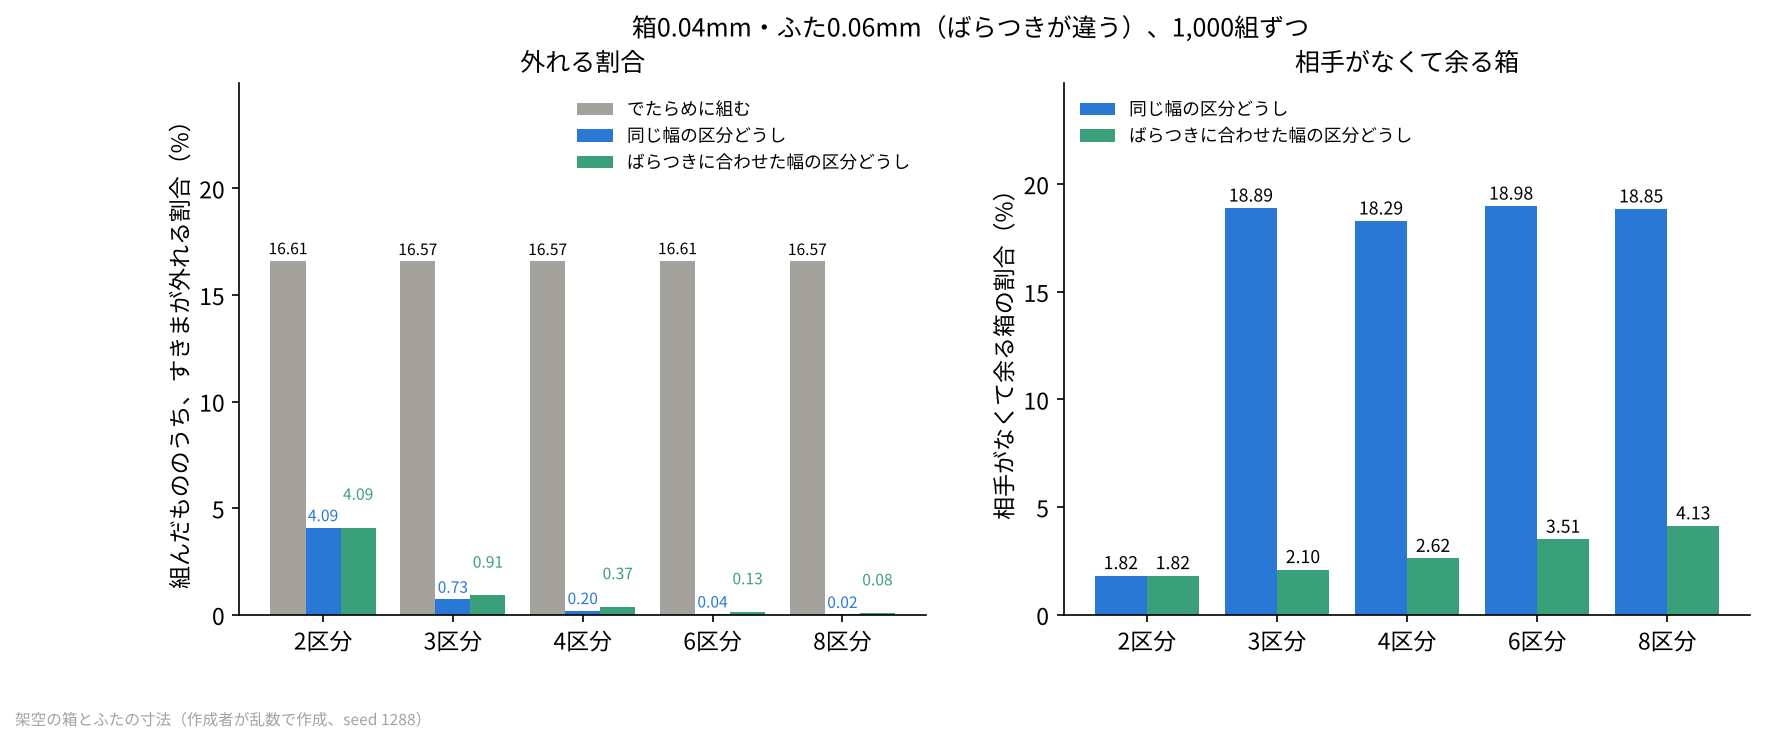 箱0.04mm・ふた0.06mm（ばらつきが違う）、1,000組ずつ
外れる割合
組んだもののうち、すきまが外れる割合（%）
20
15
10
5
0
でたらめに組む
同じ幅の区分どうし
ばらつきに合わせた幅の区分どうし
16.61
4.09
4.09
16.57
0.73
0.91
16.57
0.20
0.37
16.61
0.04
0.13
16.57
0.02
0.08
2区分
3区分
4区分
6区分
8区分
相手がなくて余る箱
相手がなくて余る箱の割合（%）
20
15
10
5
0
同じ幅の区分どうし
ばらつきに合わせた幅の区分どうし
1.82
1.82
18.89
2.10
18.29
2.62
18.98
3.51
18.85
4.13
2区分
3区分
4区分
6区分
8区分
架空の箱とふたの寸法（作成者が乱数で作成、seed 1288）